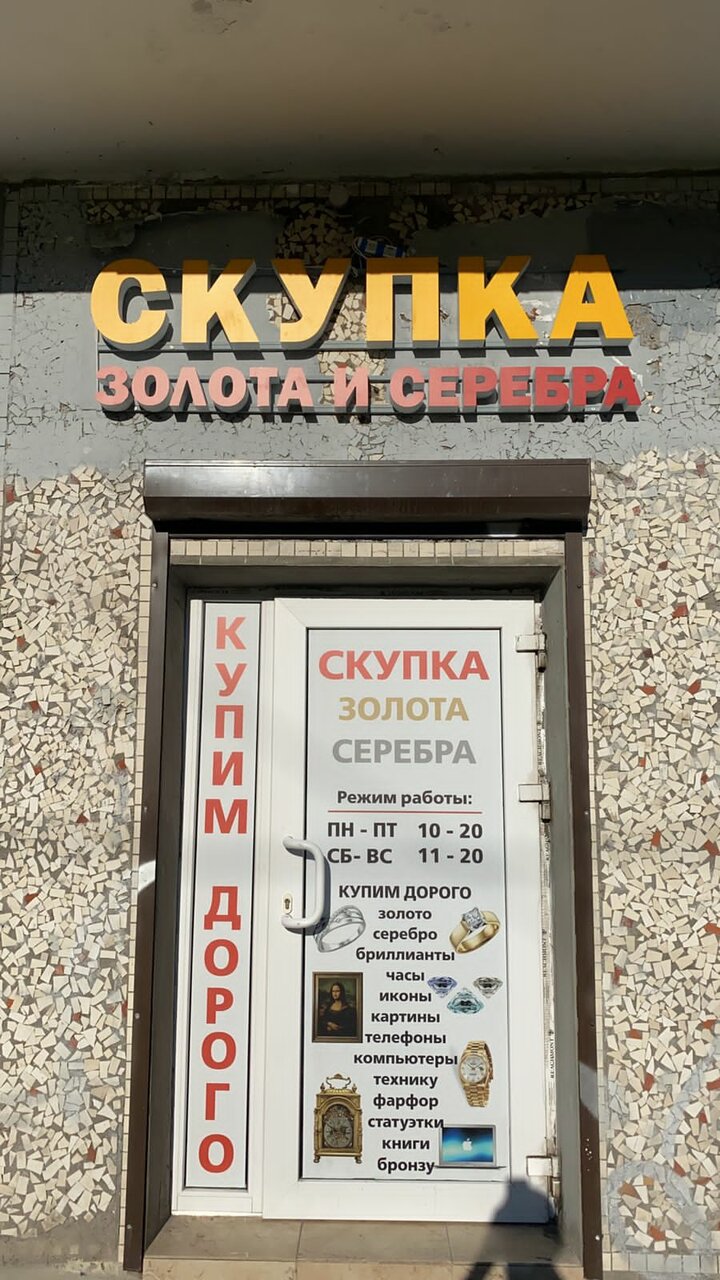 СКУПКА
ЗОЛОТА И СЕРЕБРА
КУПИМ ДОРОГО
СКУПКА
ЗОЛОТА
СЕРЕБРА
Режим работы:
ПН - ПТ 10 - 20
СБ- ВС 11 - 20
КУПИМ ДОРОГО
золото
серебро
бриллианты
часы
иконы
картины
телефоны
компьютеры
технику
фарфор
статуэтки
книги
бронзу